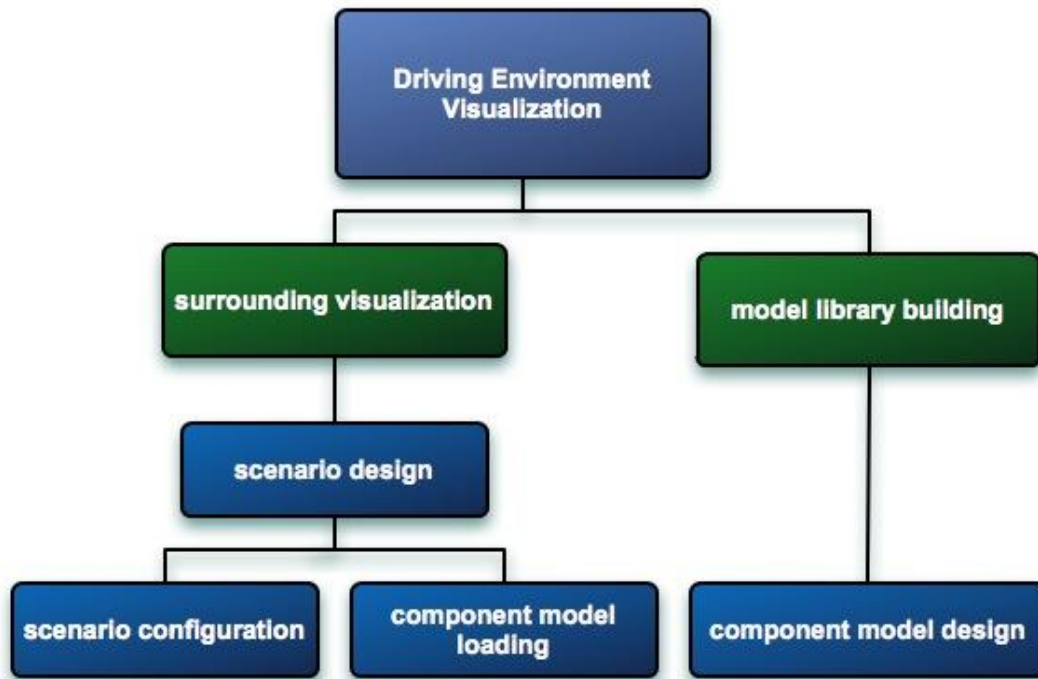 Driving Environment
Visualization
surrounding visualization
model library building
scenario design
scenario configuration
component model
loading
component model design